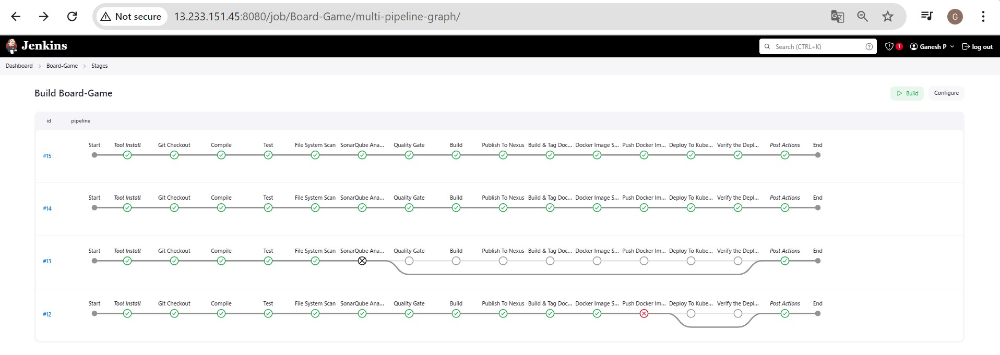 Not secure 13.233.151.45:8080/job/Board-Game/multi-pipeline-graph/ G
Jenkins Search (CTRL+K) ? 1 Ganesh P log out
Dashboard Board-Game Stages
Build Board-Game Build Configure
id pipeline
Start Tool Install Git Checkout Compile Test File System Scan SonarQube Ana... Quality Gate Build Publish To Nexus Build & Tag Doc... Docker Image S... Push Docker Im... Deploy To Kube... Verify the Depl... Post Actions End
#15
Start Tool Install Git Checkout Compile Test File System Scan SonarQube Ana... Quality Gate Build Publish To Nexus Build & Tag Doc... Docker Image S... Push Docker Im... Deploy To Kube... Verify the Depl... Post Actions End
#14
Start Tool Install Git Checkout Compile Test File System Scan SonarQube Ana... Quality Gate Build Publish To Nexus Build & Tag Doc... Docker Image S... Push Docker Im... Deploy To Kube... Verify the Depl... Post Actions End
#13
Start Tool Install Git Checkout Compile Test File System Scan SonarQube Ana... Quality Gate Build Publish To Nexus Build & Tag Doc... Docker Image S... Push Docker Im... Deploy To Kube... Verify the Depl... Post Actions End
#12